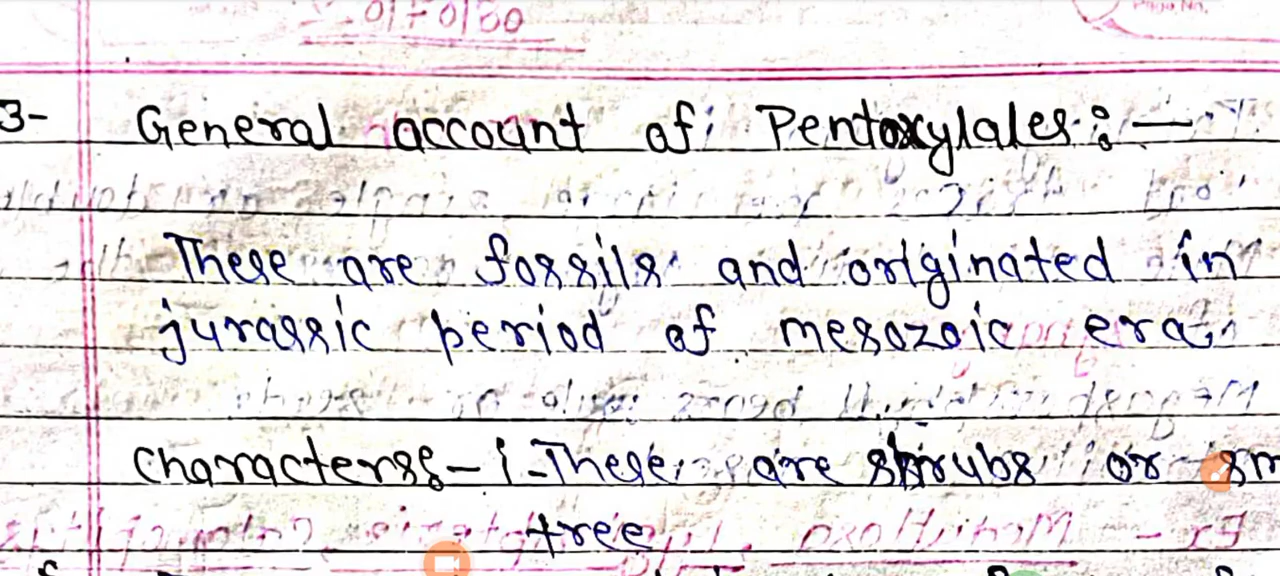 3- General account of Pentoxylales:—
These are fossils and originated in
jurassic period of mesozoic era.
characters:- i-These are shrubs or sm
tree